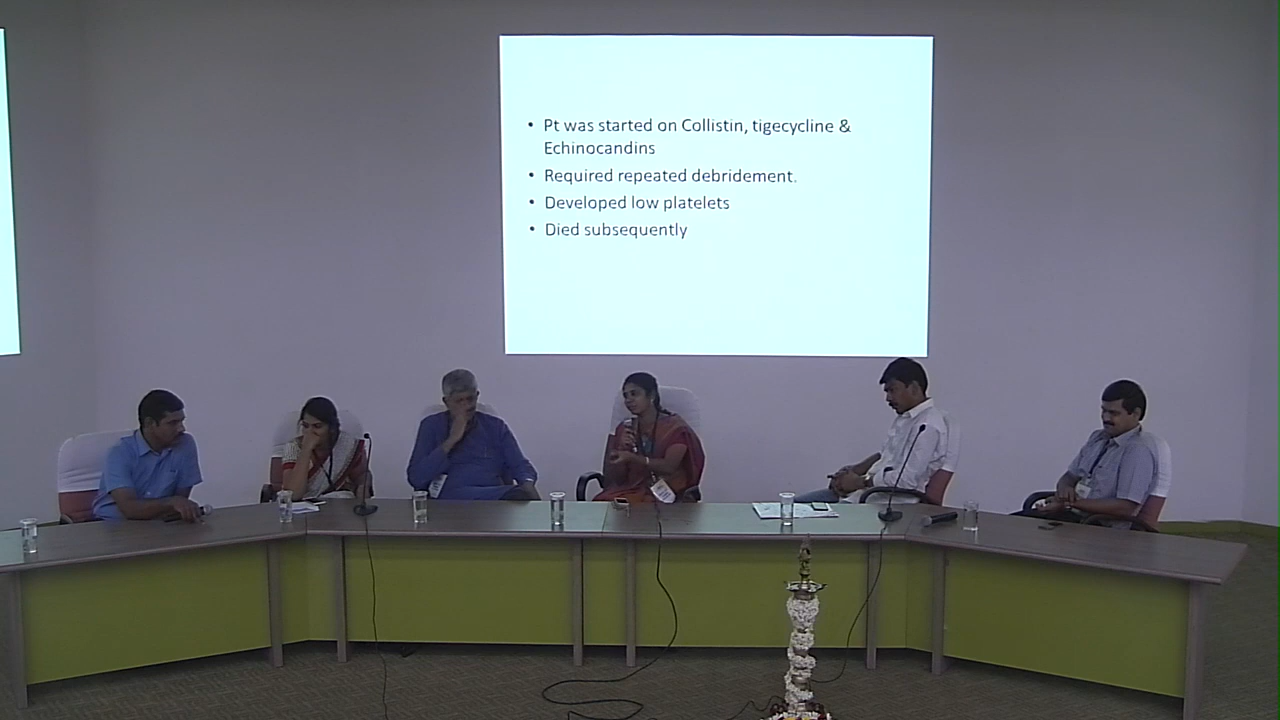 • Pt was started on Collistin, tigecycline &
Echinocandins
• Required repeated debridement.
• Developed low platelets
• Died subsequently